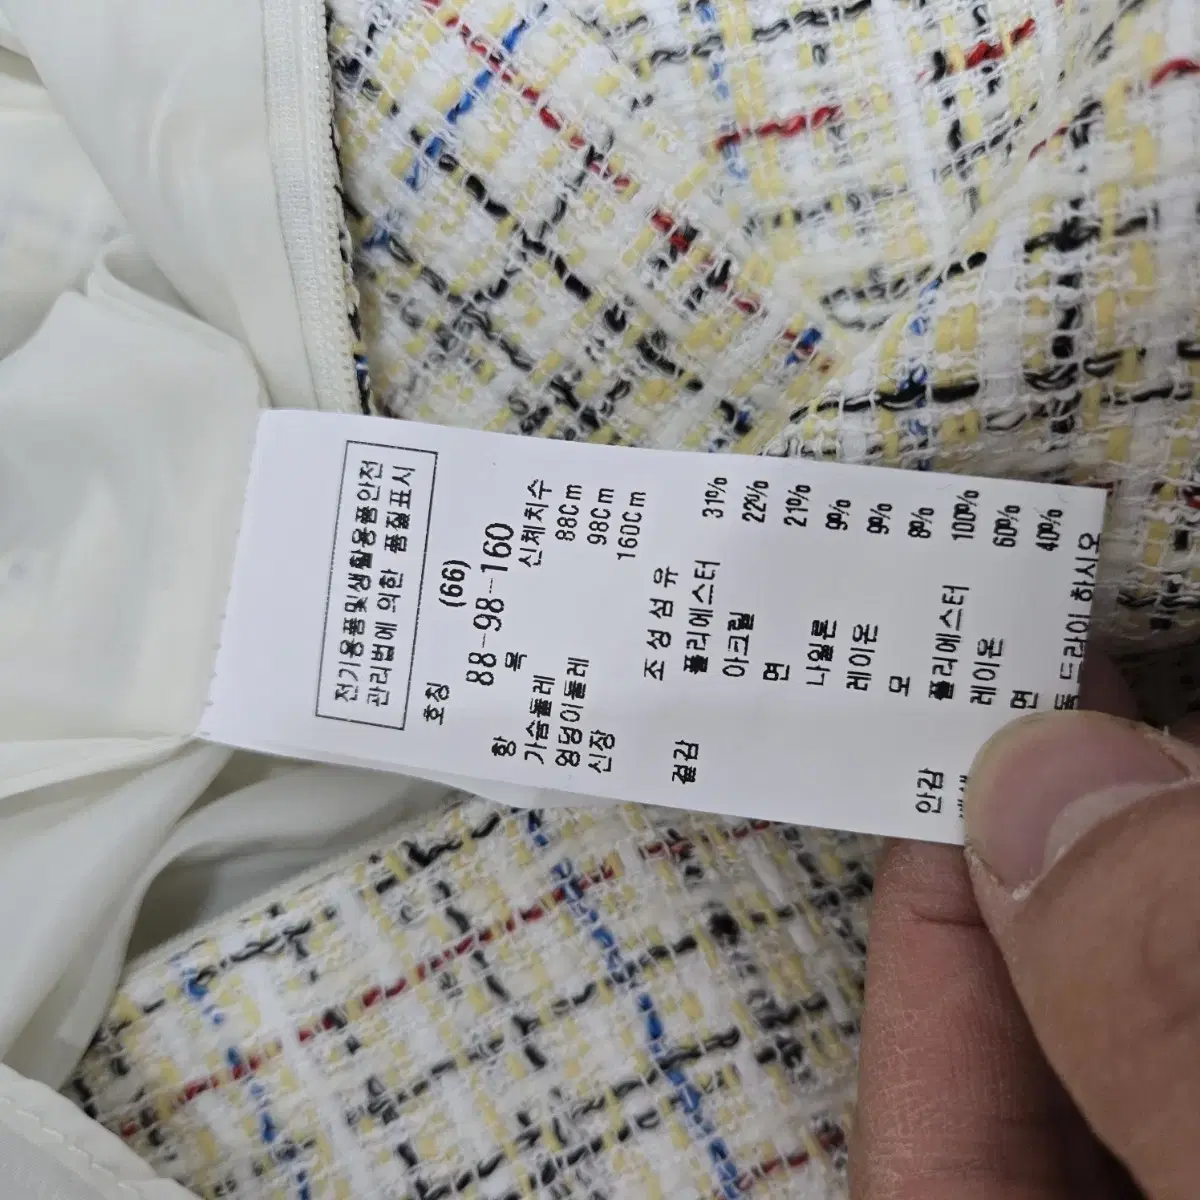 전기용품및생활용품안전
관리법에 의한 품질표시
호칭 (66)
88-98-160
항 목 신체치수
가슴둘레 88Cm
엉덩이둘레 98Cm
신장 160Cm
조 성 섬 유
겉감 폴리에스터 31%
아크릴 22%
면 21%
나일론 9%
레이온 9%
모 8%
안감 폴리에스터 100%
레이온 60%
면 40%
드라이 하시오